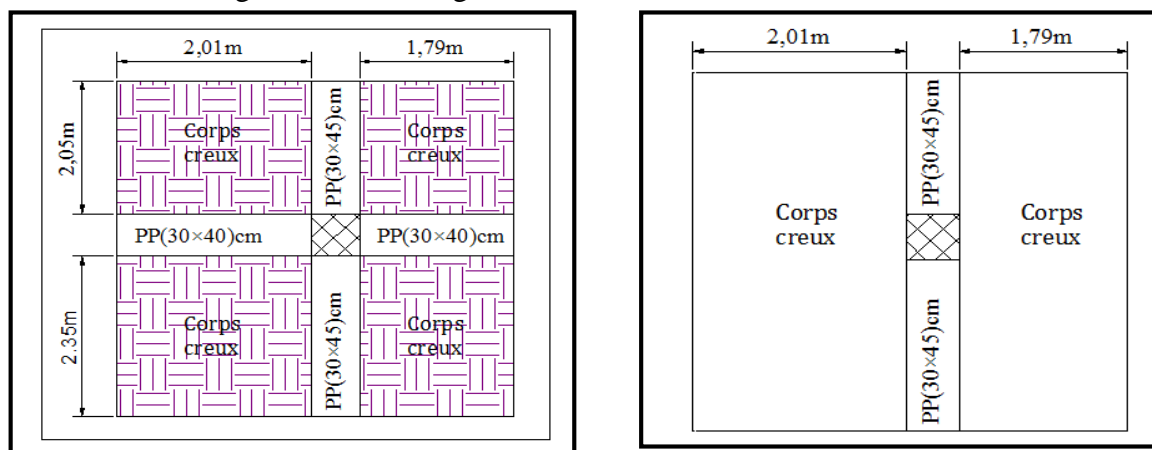 2,01m
1,79m
2,05m
Corps
creux
PP(30×45)cm
Corps
creux
PP(30×40)cm
PP(30×40)cm
2.35m
Corps
creux
PP(30×45)cm
Corps
creux
2,01m
1,79m
PP(30×45)cm
Corps
creux
Corps
creux
PP(30×45)cm